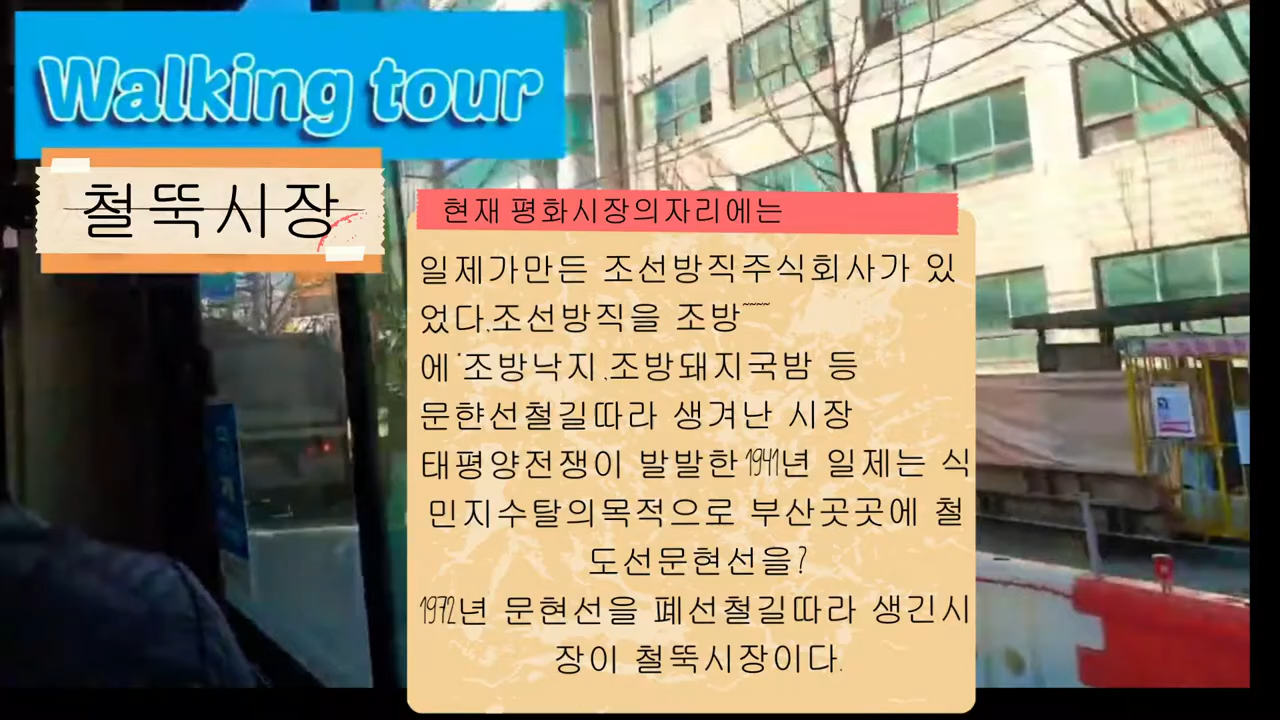 Walking tour
철뚝시장
현재 평화시장의자리에는
일제가만든 조선방직주식회사가 있
었다.조선방직을 조방~~~~
에 '조방낙지.조방돼지국밤 등
문햔선철길따라 생겨난 시장
태평양전쟁이 발발한 1941년 일제는 식
민지수탈의목적으로 부산곳곳에 철
도선문현선을?
1972년 문현선을 폐선철길따라 생긴시
장이 철뚝시장이다.